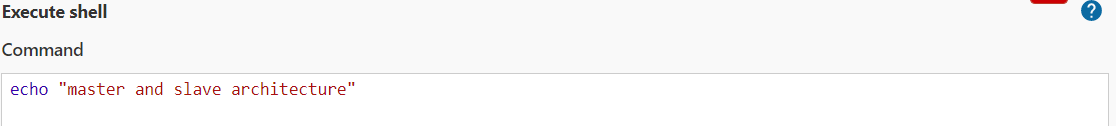 Execute shell
?
Command
echo "master and slave architecture"